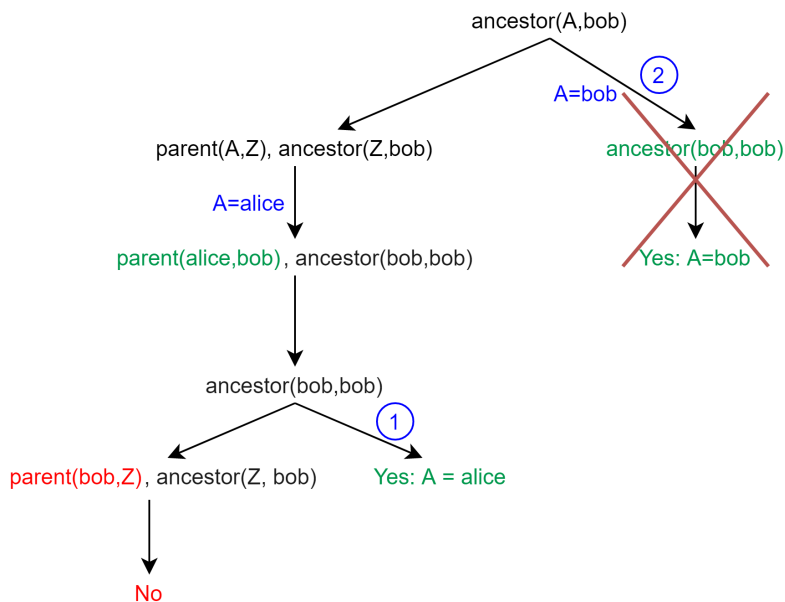 ancestor(A,bob)
2
A=bob
parent(A,Z), ancestor(Z,bob)
ancestor(bob,bob)
A=alice
parent(alice,bob), ancestor(bob,bob)
Yes: A=bob
ancestor(bob,bob)
1
parent(bob,Z), ancestor(Z, bob)
Yes: A = alice
No